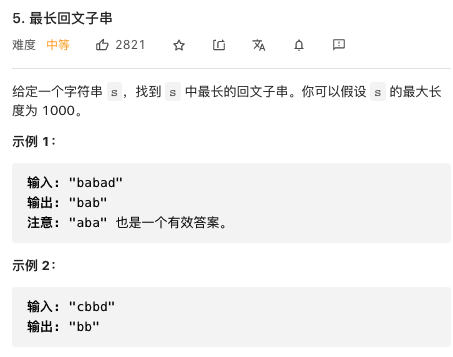 5. 最长回文子串
难度 中等 2821
给定一个字符串 s，找到 s 中最长的回文子串。你可以假设 s 的最大长
度为 1000。
示例 1：
输入: "babad"
输出: "bab"
注意: "aba" 也是一个有效答案。
示例 2：
输入: "cbbd"
输出: "bb"